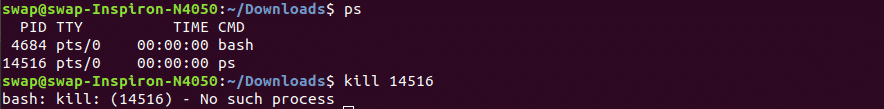 swap@swap-Inspiron-N4050:~/Downloads$ ps
  PID TTY          TIME CMD
 4684 pts/0    00:00:00 bash
14516 pts/0    00:00:00 ps
swap@swap-Inspiron-N4050:~/Downloads$ kill 14516
bash: kill: (14516) - No such process